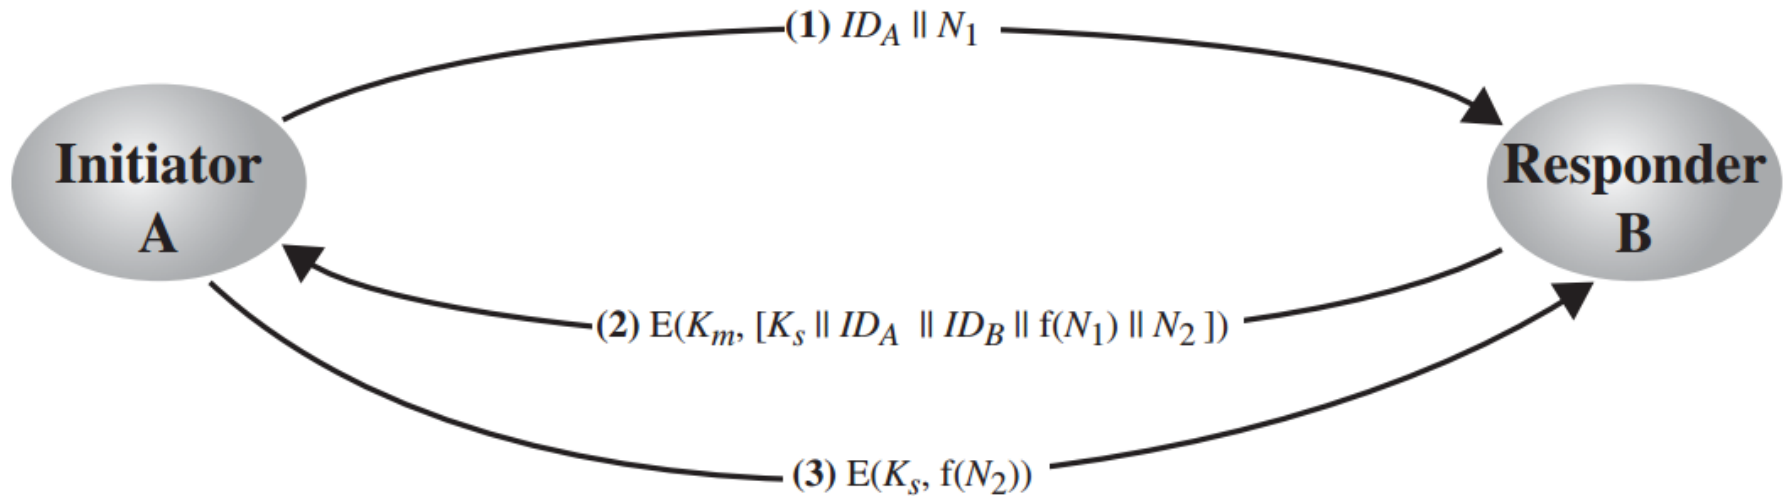 (1) ID_A || N_1
Initiator
A
Responder
B
(2) E(K_m, [K_s || ID_A || ID_B || f(N_1) || N_2 ])
(3) E(K_s, f(N_2))